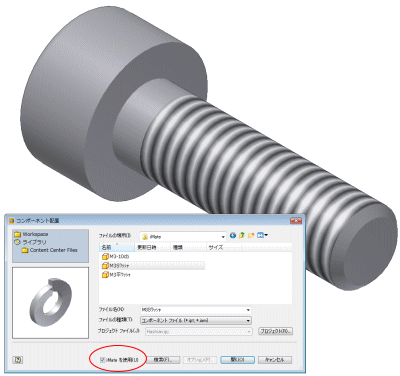 コンポーネント配置
Workspace
ライブラリ
Content Center Files
ファイルの場所(I):
iMate
名前
更新日時
種類
サイズ
M3-10cb
M3Sワッシャ
M3平ワッシャ
ファイル名(N):
M3Sワッシャ
ファイルの種類(T):
コンポーネント ファイル (*.ipt; *.iam)
プロジェクト ファイル(J):
プロジェクト(R)...
iMate を使用(U)
検索(F)...
オプション(P)...
開く(O)
キャンセル